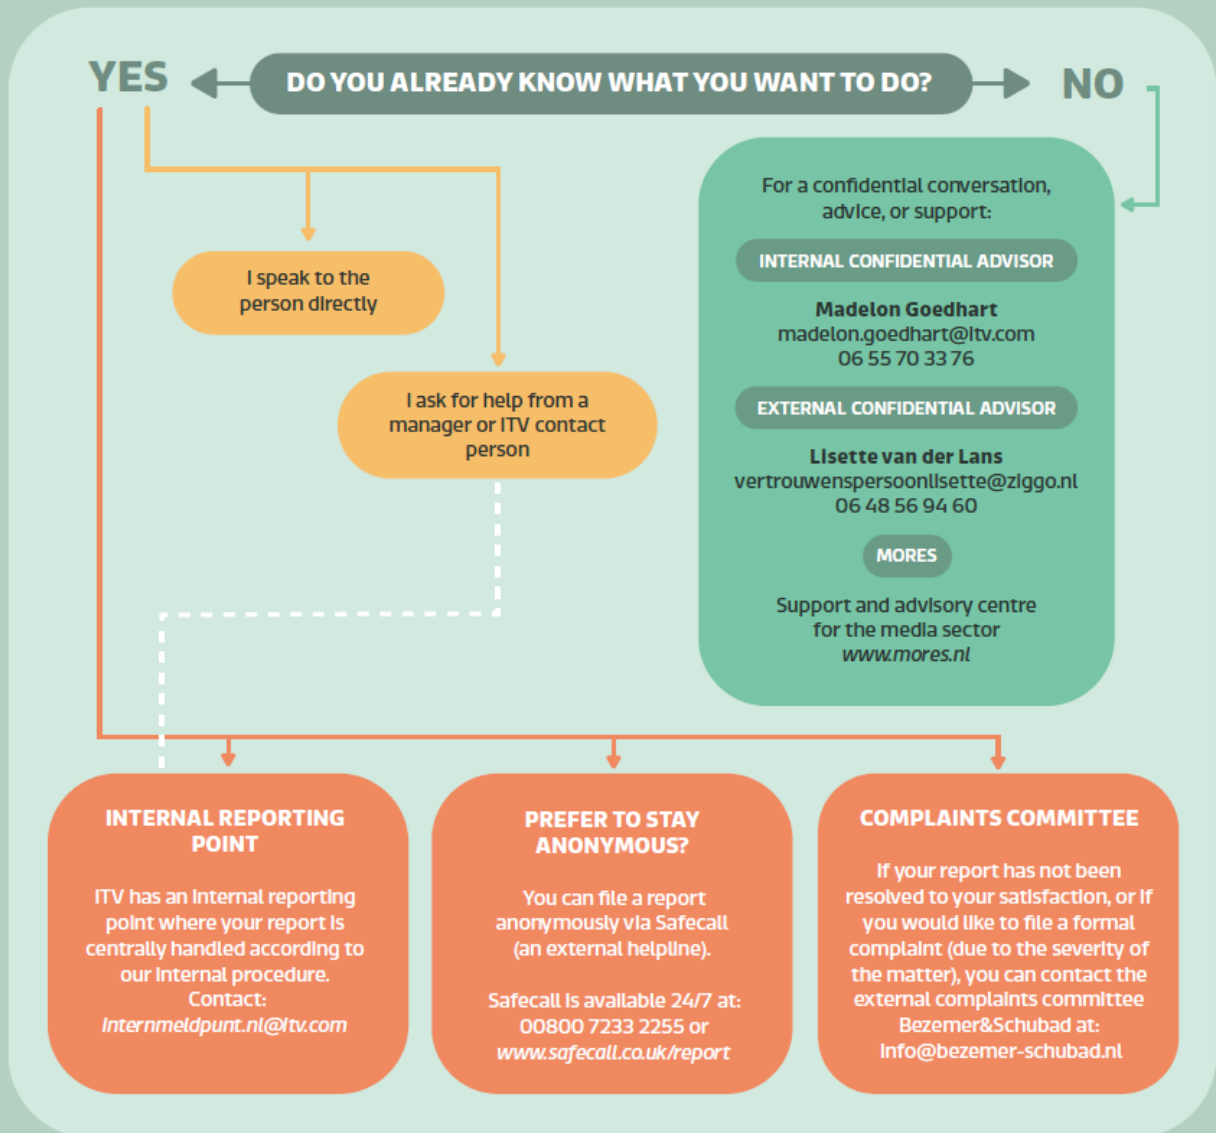 YES
DO YOU ALREADY KNOW WHAT YOU WANT TO DO?
NO
I speak to the
person directly
I ask for help from a
manager or ITV contact
person
For a confidential conversation,
advice, or support:
INTERNAL CONFIDENTIAL ADVISOR
Madelon Goedhart
madelon.goedhart@itv.com
06 55 70 33 76
EXTERNAL CONFIDENTIAL ADVISOR
Lisette van der Lans
vertrouwenspersoonlisette@ziggo.nl
06 48 56 94 60
MORES
Support and advisory centre
for the media sector
www.mores.nl
INTERNAL REPORTING
POINT
ITV has an internal reporting
point where your report is
centrally handled according to
our internal procedure.
Contact:
internmeldpunt.nl@itv.com
PREFER TO STAY
ANONYMOUS?
You can file a report
anonymously via Safecall
(an external helpline).
Safecall is available 24/7 at:
00800 7233 2255 or
www.safecall.co.uk/report
COMPLAINTS COMMITTEE
If your report has not been
resolved to your satisfaction, or if
you would like to file a formal
complaint (due to the severity of
the matter), you can contact the
external complaints committee
Bezemer&Schubad at:
info@bezemer-schubad.nl